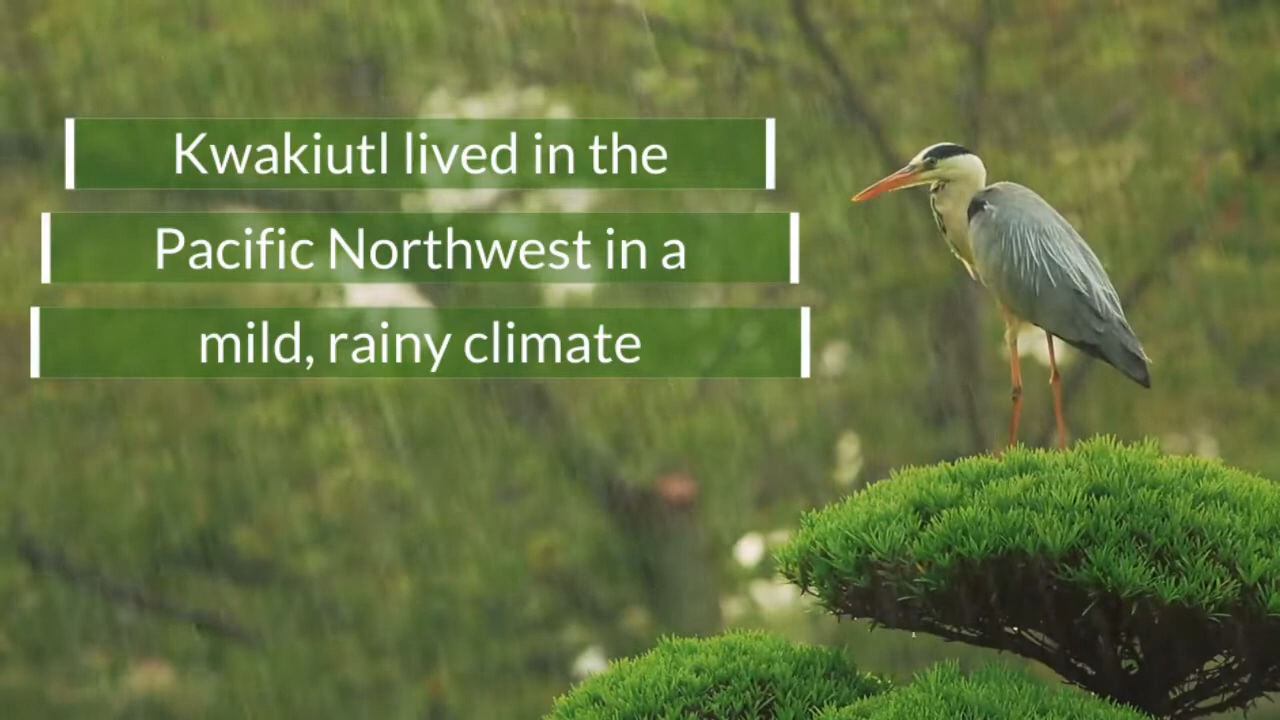 Kwakiutl lived in the
Pacific Northwest in a
mild, rainy climate